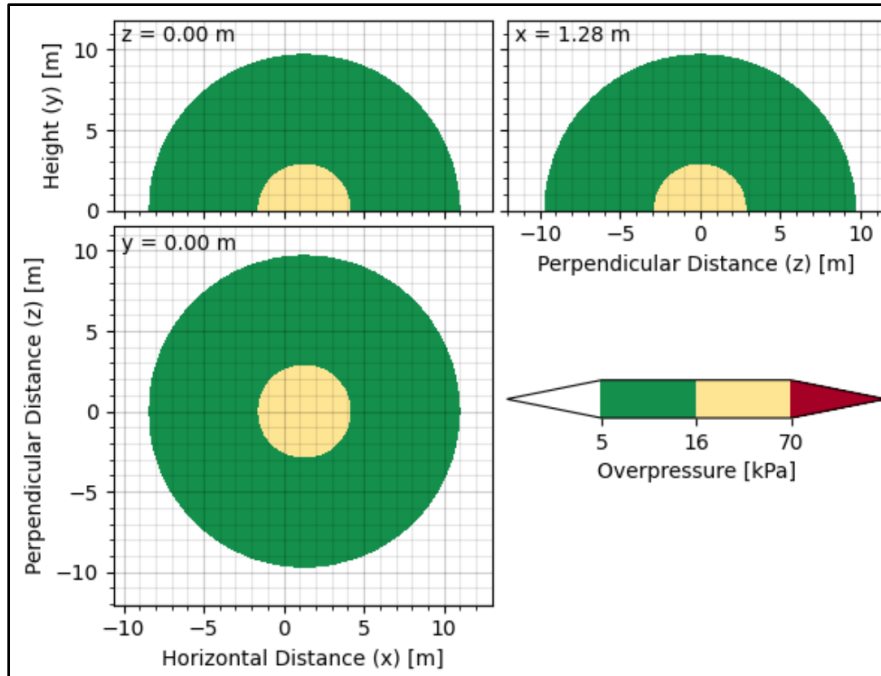 z = 0.00 m
x = 1.28 m
Height (y) [m]
10
5
0
−10
−5
0
5
10
Perpendicular Distance (z) [m]
y = 0.00 m
Perpendicular Distance (z) [m]
10
5
0
−5
−10
−10
−5
0
5
10
Horizontal Distance (x) [m]
5
16
70
Overpressure [kPa]